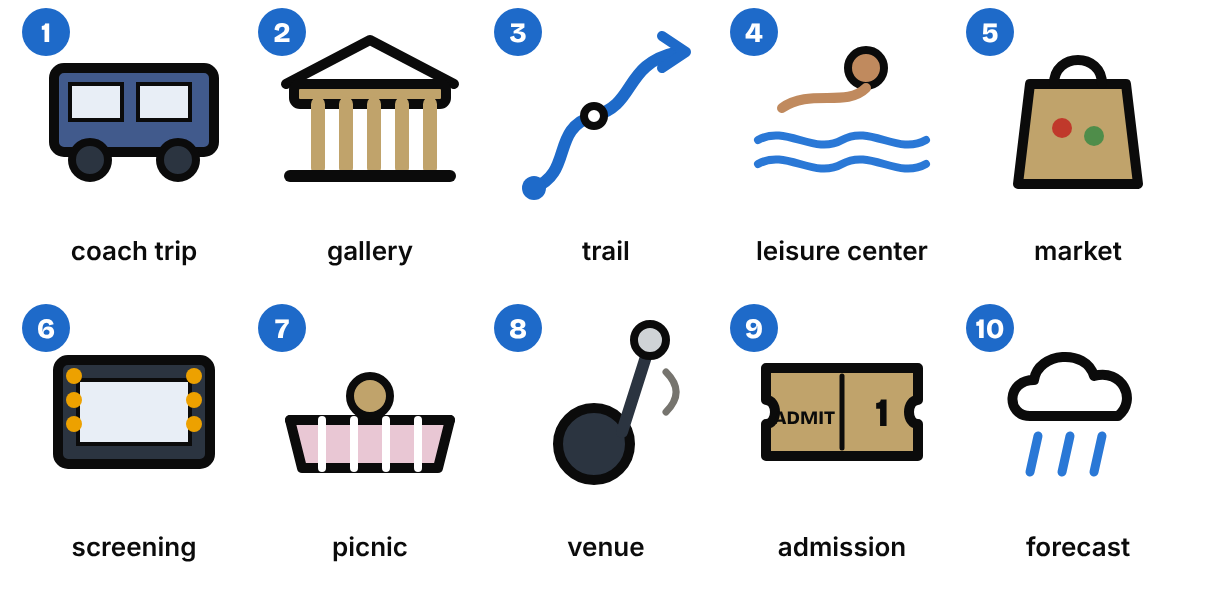 1
coach trip
2
gallery
3
trail
4
leisure center
5
market
6
screening
7
picnic
8
venue
9
ADMIT 1
admission
10
forecast